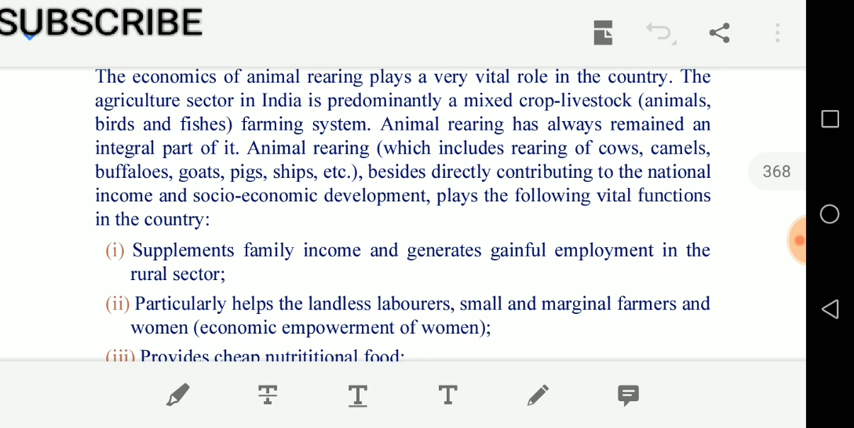 SUBSCRIBE
The economics of animal rearing plays a very vital role in the country. The
agriculture sector in India is predominantly a mixed crop-livestock (animals,
birds and fishes) farming system. Animal rearing has always remained an
integral part of it. Animal rearing (which includes rearing of cows, camels,
buffaloes, goats, pigs, ships, etc.), besides directly contributing to the national
income and socio-economic development, plays the following vital functions
in the country:
368
(i) Supplements family income and generates gainful employment in the
rural sector;
(ii) Particularly helps the landless labourers, small and marginal farmers and
women (economic empowerment of women);
(iii) Provides cheap nutrititional food;